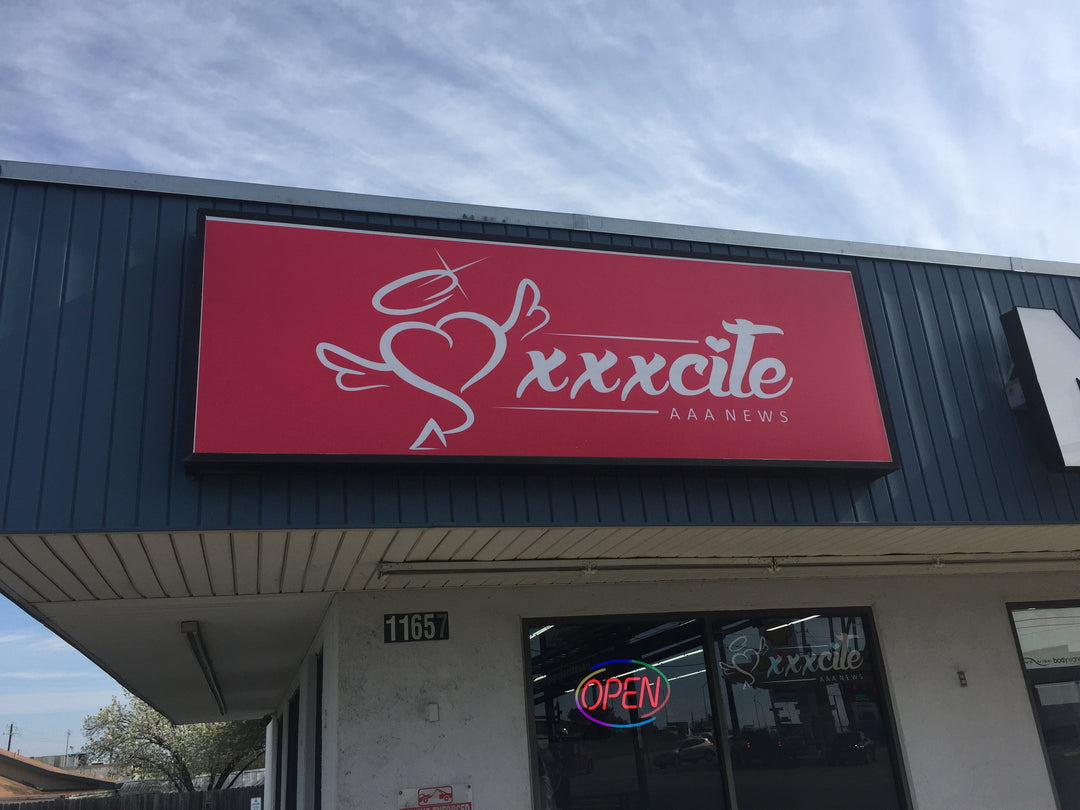 xxxcite
AAA NEWS
11657
OPEN
xxxcite
AAA NEWS